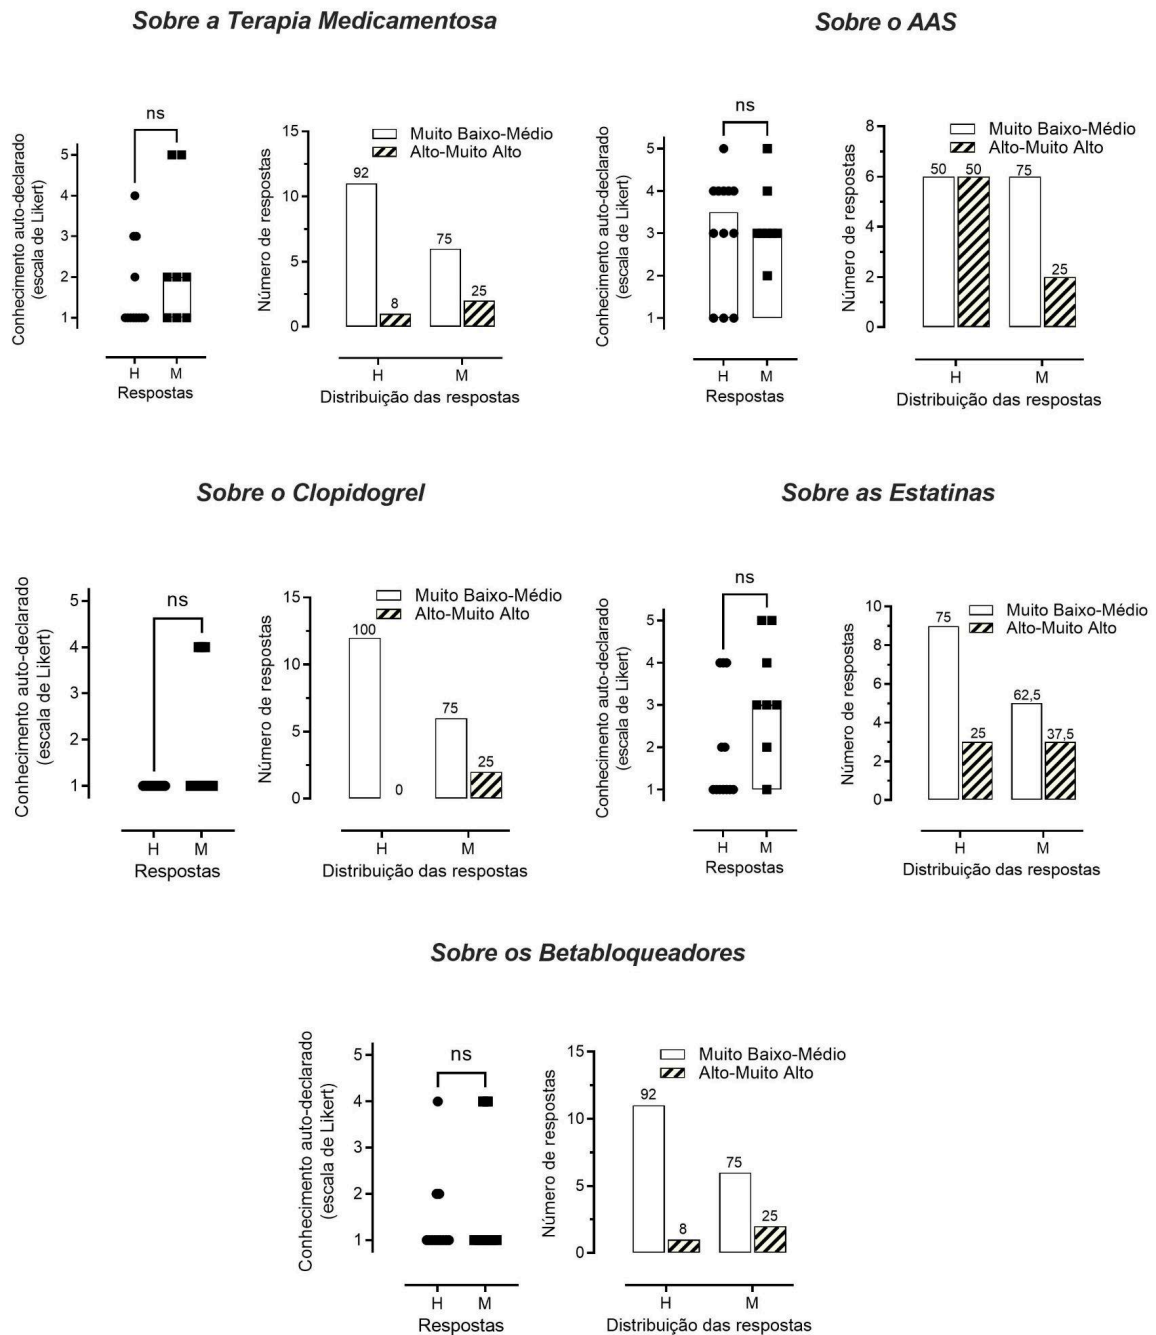 Sobre a Terapia Medicamentosa
Conhecimento auto-declarado
(escala de Likert)
5
4
3
2
1
ns
H M
Respostas
Número de respostas
15
10
5
0
Muito Baixo-Médio
Alto-Muito Alto
92
8
75
25
H M
Distribuição das respostas
Sobre o AAS
Conhecimento auto-declarado
(escala de Likert)
5
4
3
2
1
ns
H M
Respostas
Número de respostas
8
6
4
2
0
Muito Baixo-Médio
Alto-Muito Alto
50 50 75
25
H M
Distribuição das respostas
Sobre o Clopidogrel
Conhecimento auto-declarado
(escala de Likert)
5
4
3
2
1
ns
H M
Respostas
Número de respostas
15
10
5
0
Muito Baixo-Médio
Alto-Muito Alto
100
0
75
25
H M
Distribuição das respostas
Sobre as Estatinas
Conhecimento auto-declarado
(escala de Likert)
5
4
3
2
1
ns
H M
Respostas
Número de respostas
10
8
6
4
2
0
Muito Baixo-Médio
Alto-Muito Alto
75
25
62,5
37,5
H M
Distribuição das respostas
Sobre os Betabloqueadores
Conhecimento auto-declarado
(escala de Likert)
5
4
3
2
1
ns
H M
Respostas
Número de respostas
15
10
5
0
Muito Baixo-Médio
Alto-Muito Alto
92
8
75
25
H M
Distribuição das respostas